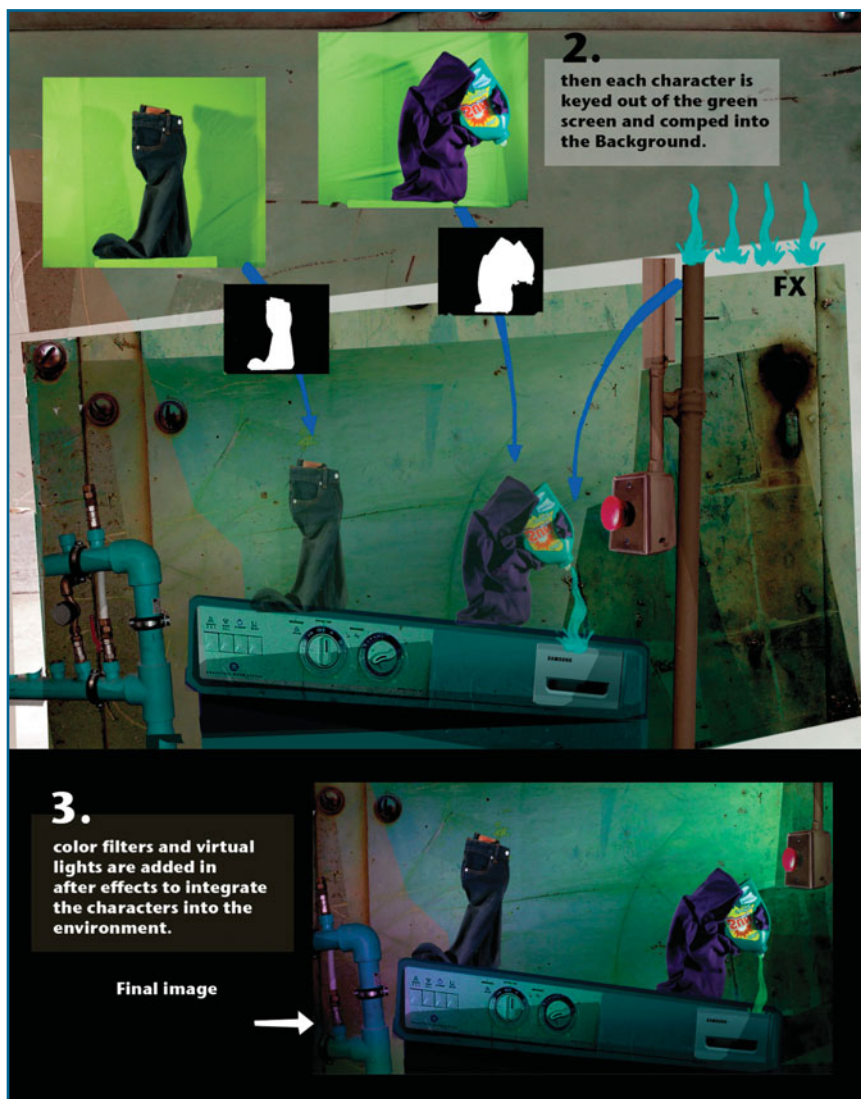 2.
then each character is
keyed out of the green
screen and comped into
the Background.
FX
SAMSUNG
3.
color filters and virtual
lights are added in
after effects to integrate
the characters into the
environment.
Final image
SAMSUNG